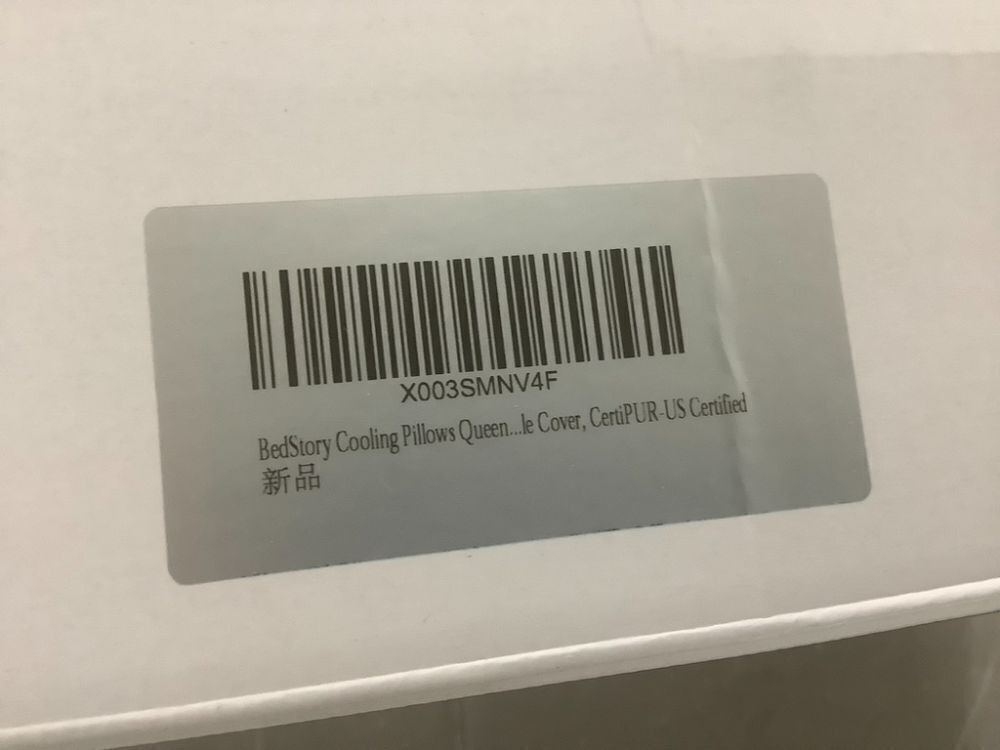 X003SMNV4F
BedStory Cooling Pillows Queen...le Cover, CertiPUR-US Certified
新品